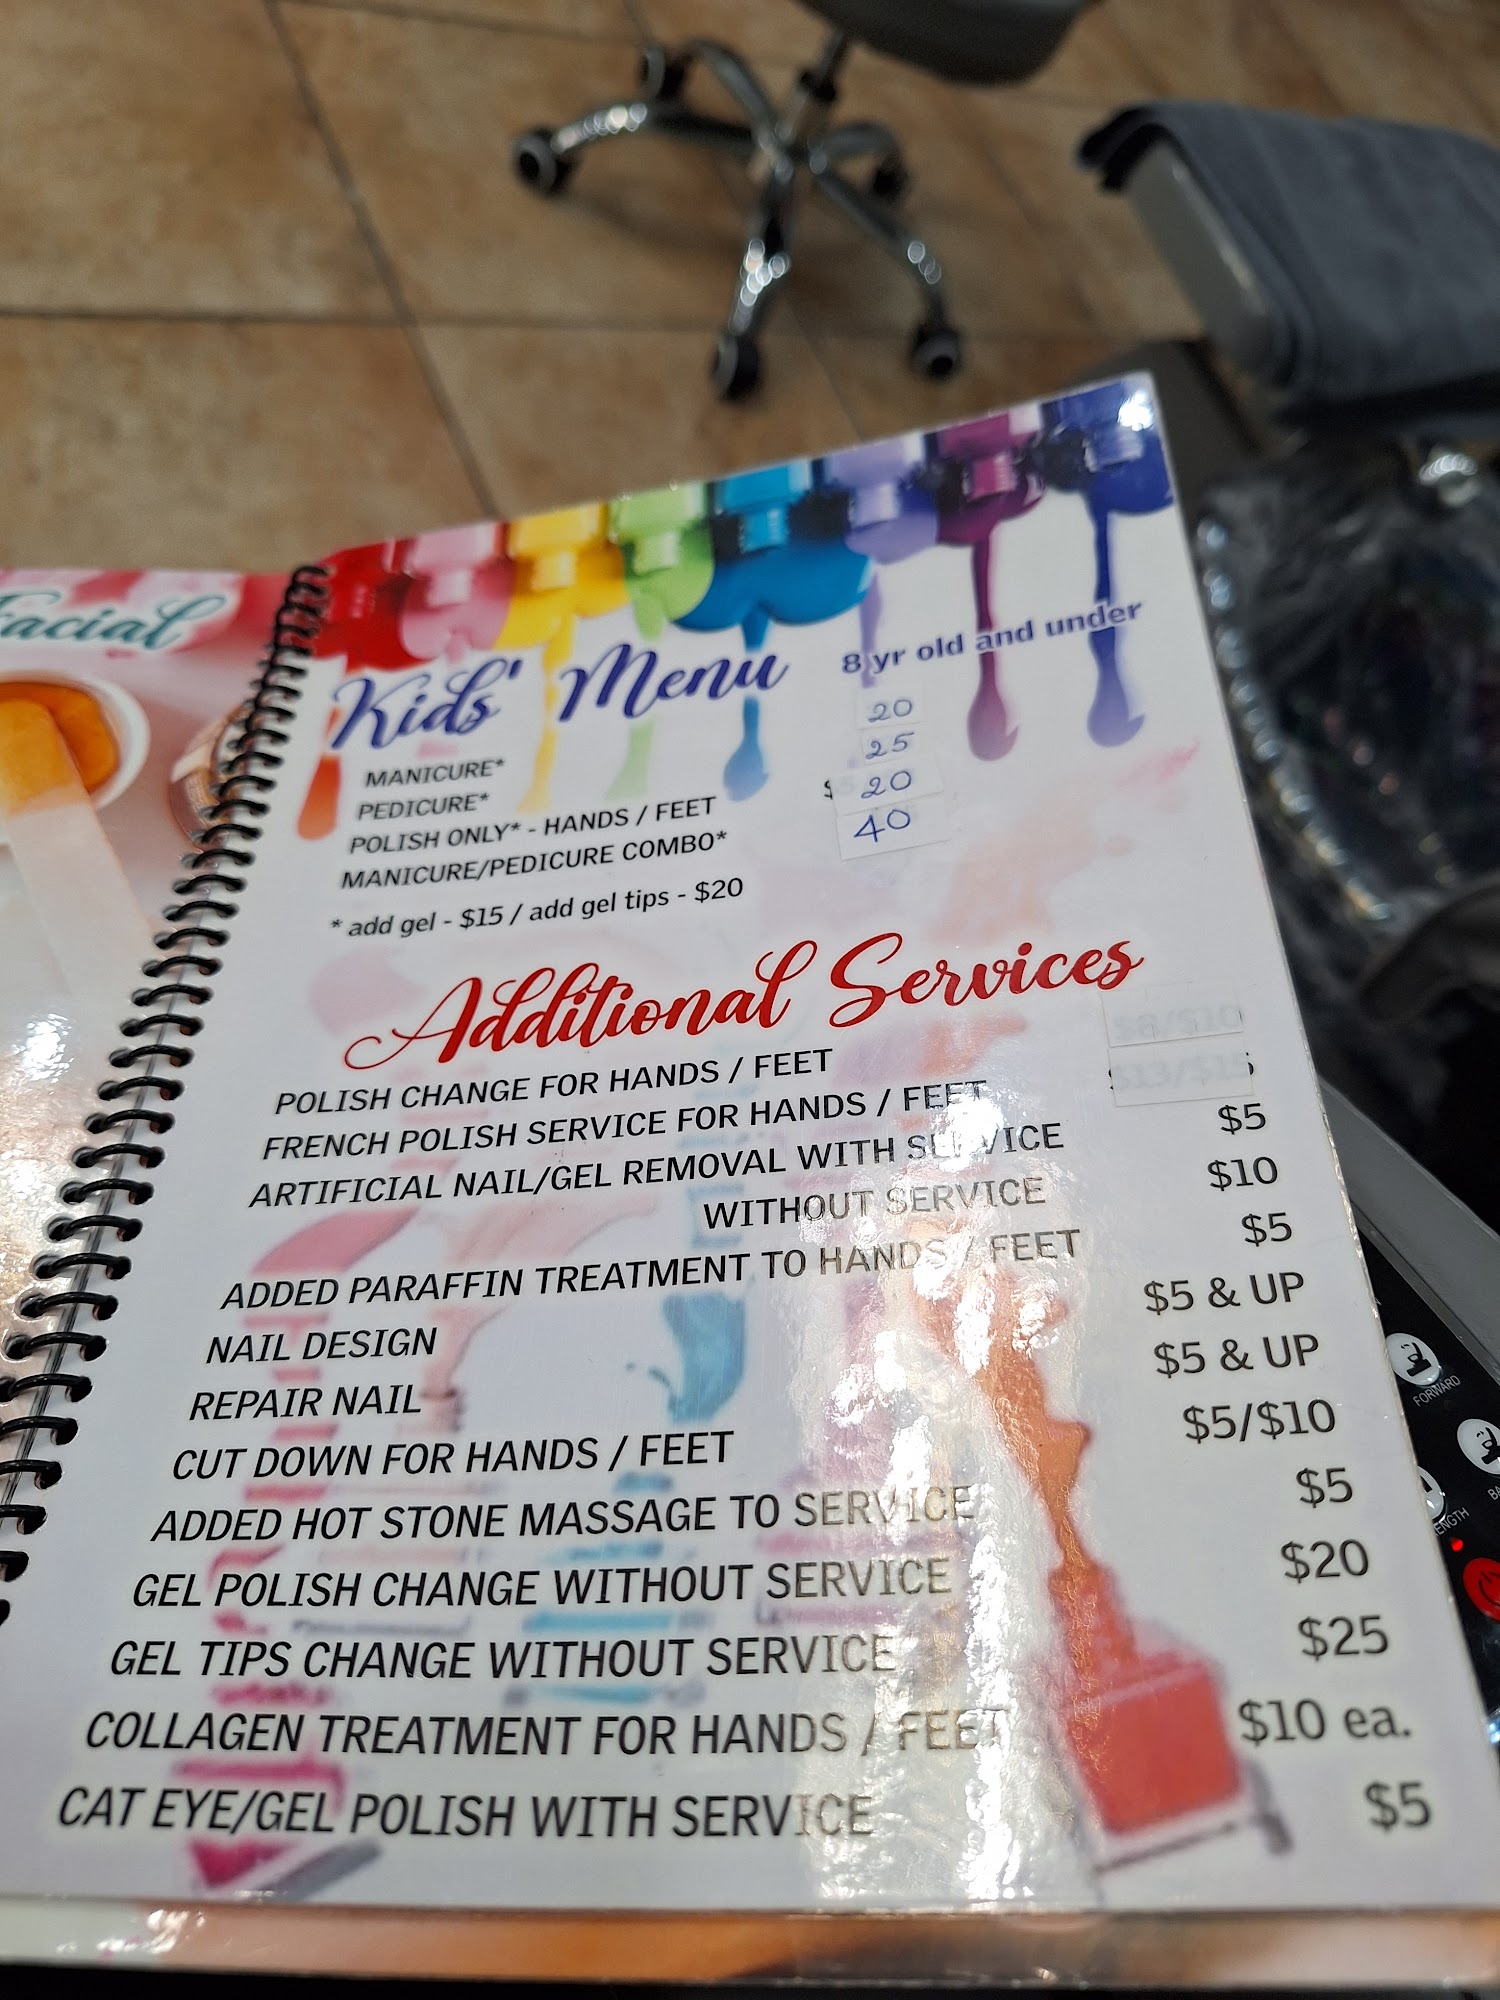 Facial
Kids' Menu 8 yr old and under
MANICURE* 20
PEDICURE* 25
POLISH ONLY* - HANDS / FEET $5 20
MANICURE/PEDICURE COMBO* 40
* add gel - $15 / add gel tips - $20
Additional Services
POLISH CHANGE FOR HANDS / FEET $8/$10
FRENCH POLISH SERVICE FOR HANDS / FEET $13/$15
ARTIFICIAL NAIL/GEL REMOVAL WITH SERVICE $5
WITHOUT SERVICE $10
ADDED PARAFFIN TREATMENT TO HANDS / FEET $5
NAIL DESIGN $5 & UP
REPAIR NAIL $5 & UP
CUT DOWN FOR HANDS / FEET $5/$10
ADDED HOT STONE MASSAGE TO SERVICE $5
GEL POLISH CHANGE WITHOUT SERVICE $20
GEL TIPS CHANGE WITHOUT SERVICE $25
COLLAGEN TREATMENT FOR HANDS / FEET $10 ea.
CAT EYE/GEL POLISH WITH SERVICE $5
FORWARD